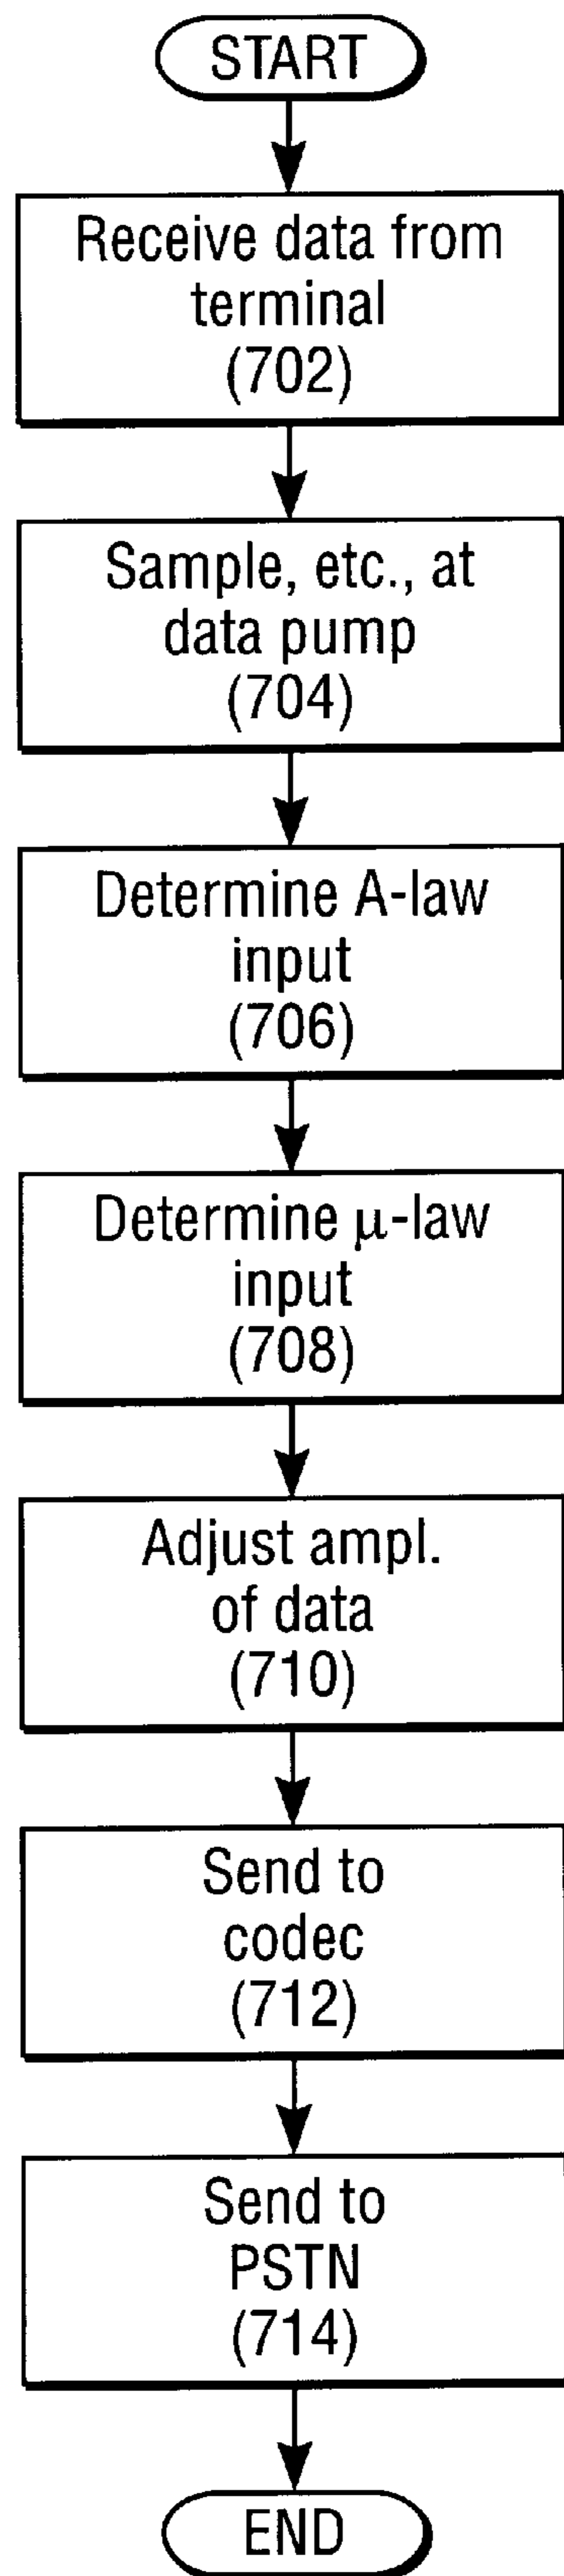 START
Receive data from
terminal
(702)
Sample, etc., at
data pump
(704)
Determine A-law
input
(706)
Determine μ-law
input
(708)
Adjust ampl.
of data
(710)
Send to
codec
(712)
Send to
PSTN
(714)
END